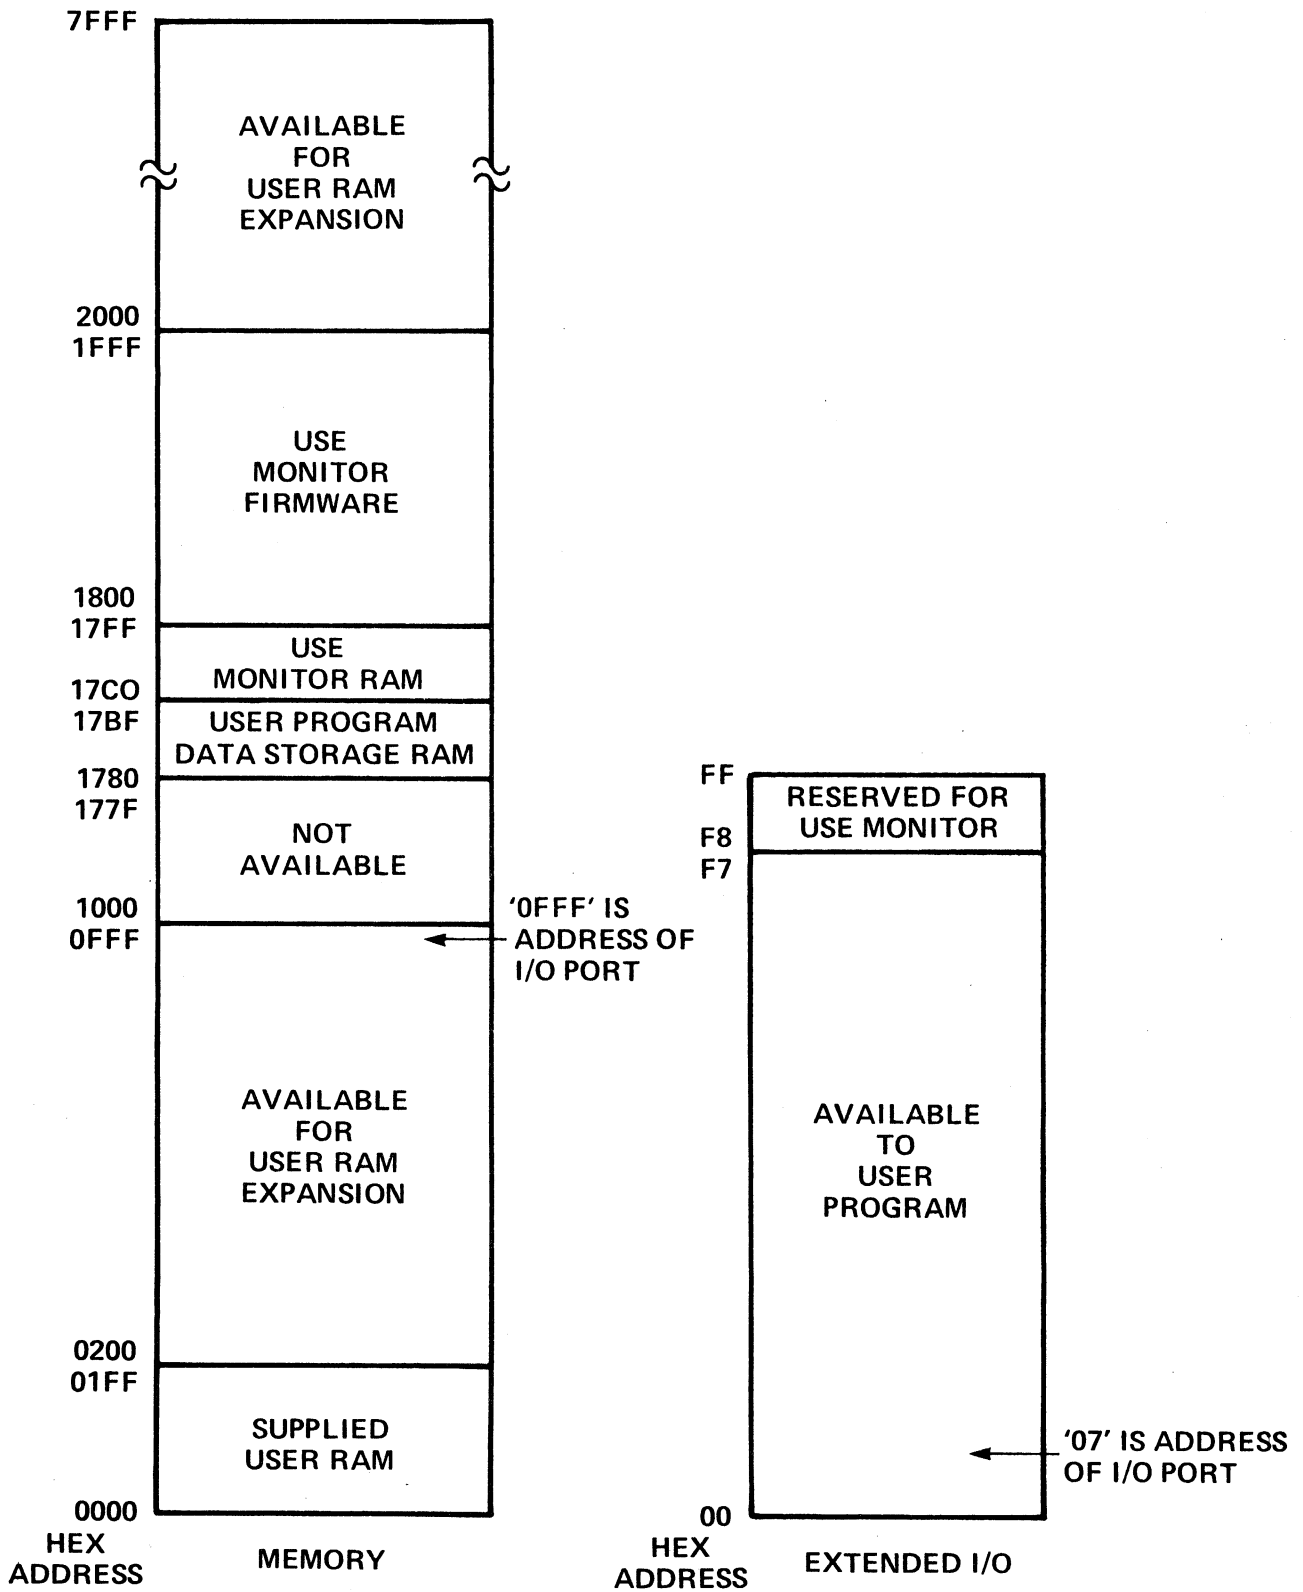 7FFF
AVAILABLE
FOR
USER RAM
EXPANSION
2000
1FFF
USE
MONITOR
FIRMWARE
1800
17FF
USE
MONITOR RAM
17CO
17BF
USER PROGRAM
DATA STORAGE RAM
1780
177F
NOT
AVAILABLE
1000
0FFF
'0FFF' IS
ADDRESS OF
I/O PORT
AVAILABLE
FOR
USER RAM
EXPANSION
0200
01FF
SUPPLIED
USER RAM
0000
HEX
ADDRESS
MEMORY
FF
RESERVED FOR
USE MONITOR
F8
F7
AVAILABLE
TO
USER
PROGRAM
'07' IS ADDRESS
OF I/O PORT
00
HEX
ADDRESS
EXTENDED I/O